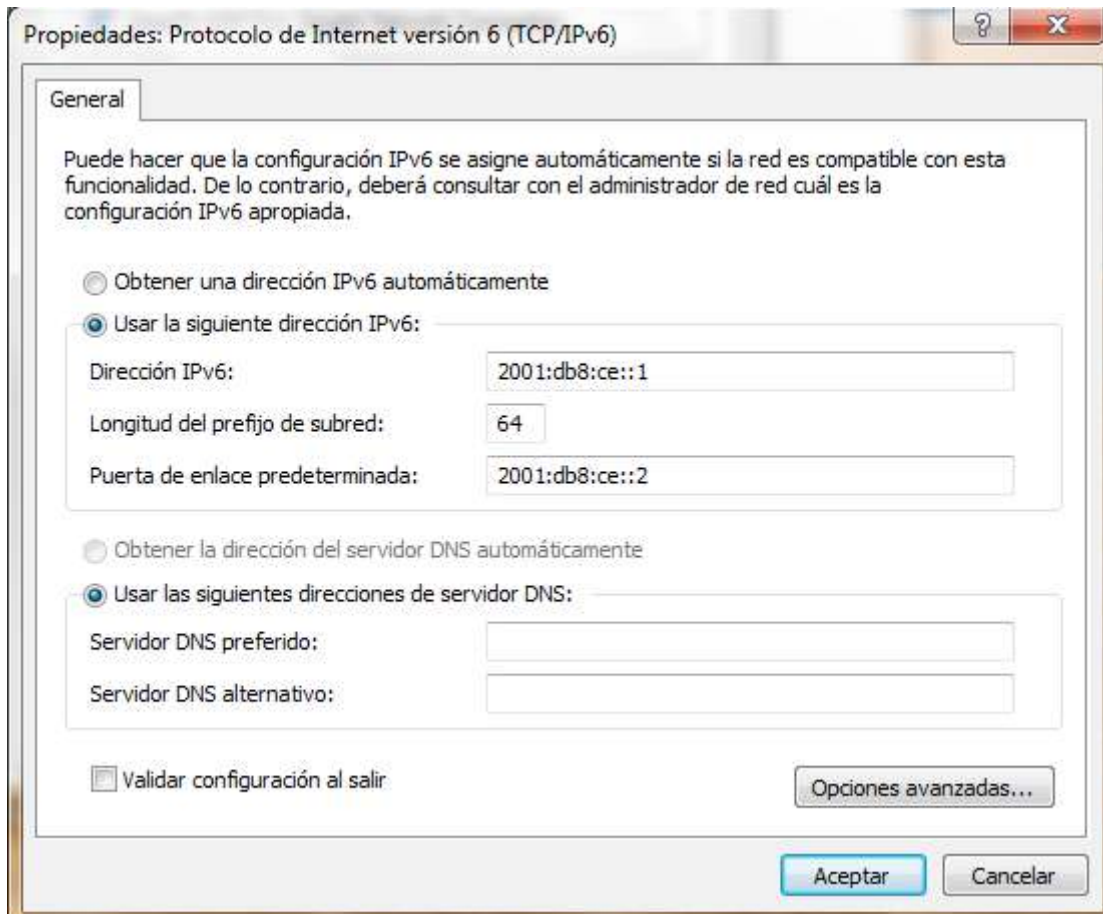 Propiedades: Protocolo de Internet versión 6 (TCP/IPv6)
General
Puede hacer que la configuración IPv6 se asigne automáticamente si la red es compatible con esta
funcionalidad. De lo contrario, deberá consultar con el administrador de red cuál es la
configuración IPv6 apropiada.
Obtener una dirección IPv6 automáticamente
Usar la siguiente dirección IPv6:
Dirección IPv6: 2001:db8:ce::1
Longitud del prefijo de subred: 64
Puerta de enlace predeterminada: 2001:db8:ce::2
Obtener la dirección del servidor DNS automáticamente
Usar las siguientes direcciones de servidor DNS:
Servidor DNS preferido:
Servidor DNS alternativo:
Validar configuración al salir
Opciones avanzadas...
Aceptar Cancelar